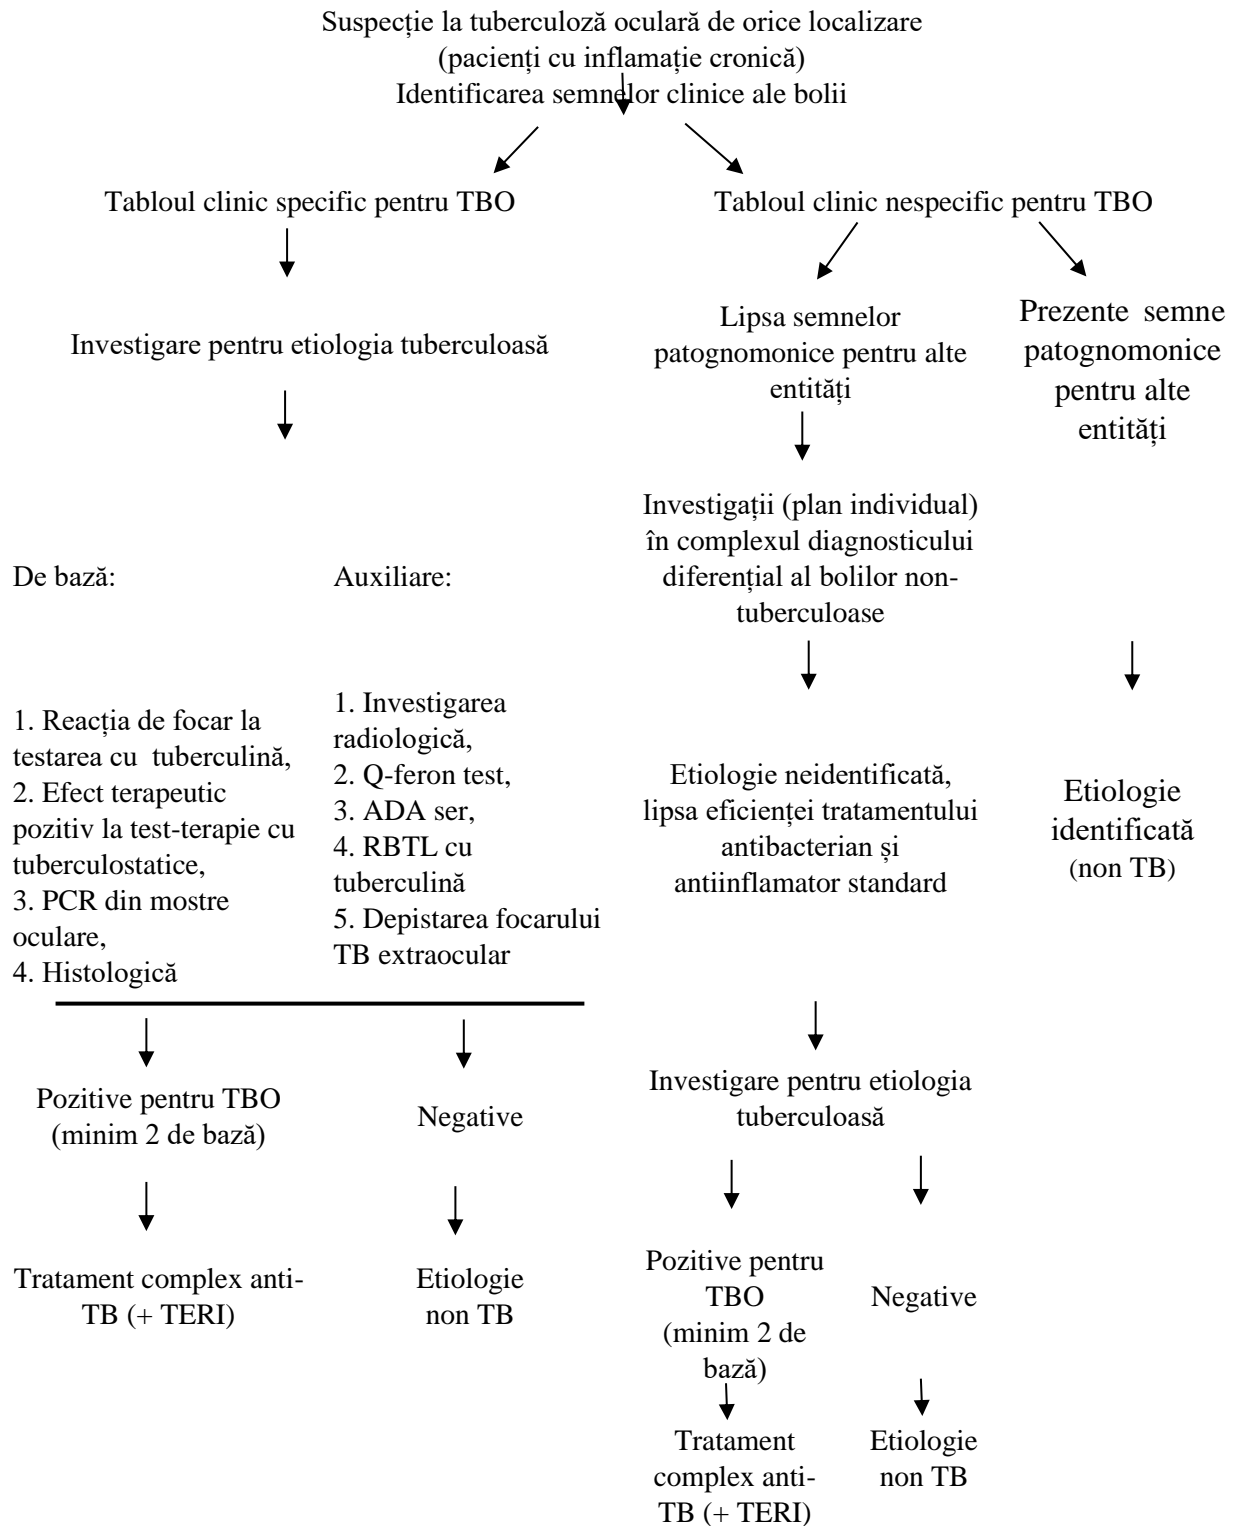 Suspecție la tuberculoză oculară de orice localizare
(pacienți cu inflamație cronică)
Identificarea semnelor clinice ale bolii
Tabloul clinic specific pentru TBO
Tabloul clinic nespecific pentru TBO
Investigare pentru etiologia tuberculoasă
Lipsa semnelor
patognomonice pentru alte
entități
Prezente semne
patognomonice
pentru alte
entități
Investigații (plan individual)
în complexul diagnosticului
diferențial al bolilor non-
tuberculoase
De bază:
Auxiliare:
1. Reacția de focar la
testarea cu tuberculină,
2. Efect terapeutic
pozitiv la test-terapie cu
tuberculostatice,
3. PCR din mostre
oculare,
4. Histologică
1. Investigarea
radiologică,
2. Q-feron test,
3. ADA ser,
4. RBTL cu
tuberculină
5. Depistarea focarului
TB extraocular
Etiologie neidentificată,
lipsa eficienței tratamentului
antibacterian și
antiinflamator standard
Etiologie
identificată
(non TB)
Pozitive pentru TBO
(minim 2 de bază)
Negative
Investigare pentru etiologia
tuberculoasă
Tratament complex anti-
TB (+ TERI)
Etiologie
non TB
Pozitive pentru
TBO
(minim 2 de
bază)
Negative
Tratament
complex anti-
TB (+ TERI)
Etiologie
non TB